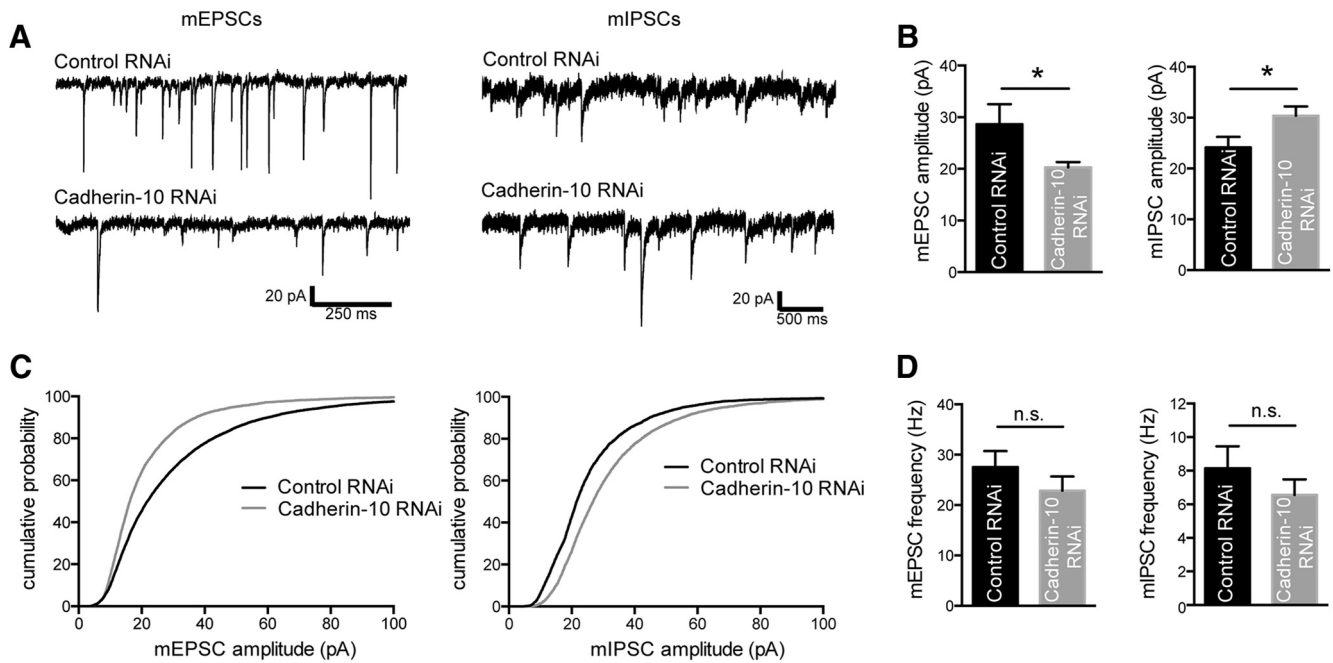 A
mEPSCs
mIPSCs
Control RNAi
Control RNAi
Cadherin-10 RNAi
Cadherin-10 RNAi
20 pA
250 ms
20 pA
500 ms
B
mEPSC amplitude (pA)
40
30
20
10
0
*
Control RNAi
Cadherin-10
RNAi
mIPSC amplitude (pA)
40
30
20
10
0
*
Control RNAi
Cadherin-10
RNAi
C
cumulative probability
100
80
60
40
20
0
0 20 40 60 80 100
mEPSC amplitude (pA)
Control RNAi
Cadherin-10 RNAi
cumulative probability
100
80
60
40
20
0
0 20 40 60 80 100
mIPSC amplitude (pA)
Control RNAi
Cadherin-10 RNAi
D
mEPSC frequency (Hz)
40
30
20
10
0
n.s.
Control RNAi
Cadherin-10
RNAi
mIPSC frequency (Hz)
12
10
8
6
4
2
0
n.s.
Control RNAi
Cadherin-10
RNAi